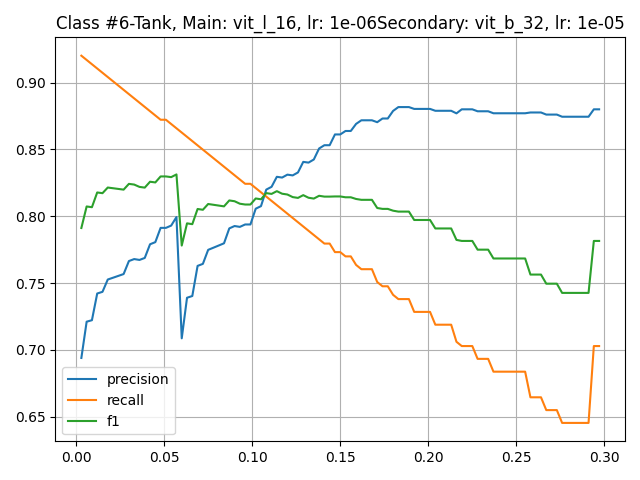 Class #6-Tank, Main: vit_l_16, lr: 1e-06Secondary: vit_b_32, lr: 1e-05
0.90
0.85
0.80
0.75
0.70
0.65
precision
recall
f1
0.00 0.05 0.10 0.15 0.20 0.25 0.30